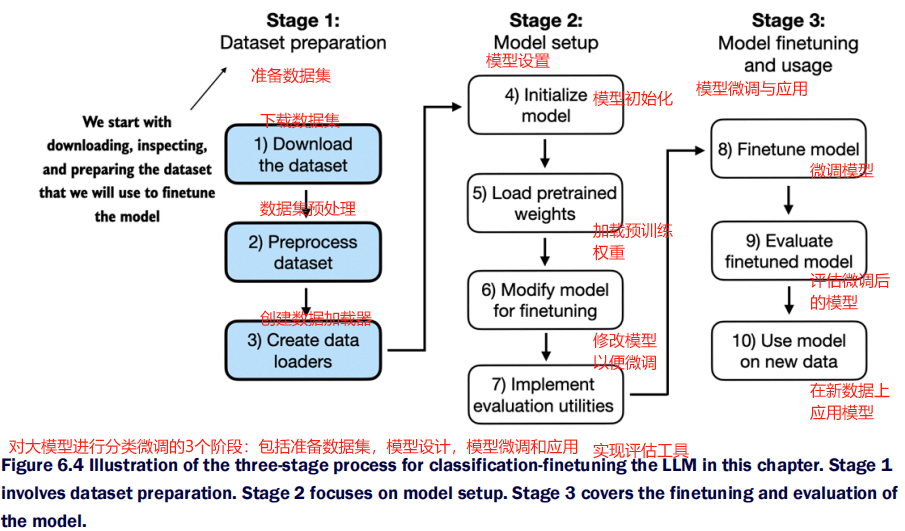 Stage 1:
Dataset preparation
准备数据集
We start with
downloading, inspecting,
and preparing the dataset
that we will use to finetune
the model
下载数据集
1) Download
the dataset
数据集预处理
2) Preprocess
dataset
创建数据加载器
3) Create data
loaders
Stage 2:
Model setup
模型设置
4) Initialize
model
模型初始化
5) Load pretrained
weights
加载预训练
权重
6) Modify model
for finetuning
修改模型
以便微调
7) Implement
evaluation utilities
实现评估工具
Stage 3:
Model finetuning
and usage
模型微调与应用
8) Finetune model
微调模型
9) Evaluate
finetuned model
评估微调后
的模型
10) Use model
on new data
在新数据上
应用模型
对大模型进行分类微调的3个阶段：包括准备数据集，模型设计，模型微调和应用
Figure 6.4 Illustration of the three-stage process for classification-finetuning the LLM in this chapter. Stage 1
involves dataset preparation. Stage 2 focuses on model setup. Stage 3 covers the finetuning and evaluation of
the model.